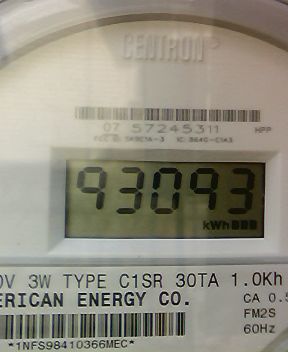 CENTRON®
07 57245311 HPP
93093
kWh
0V 3W TYPE C1SR 30TA 1.0Kh
ERICAN ENERGY CO.
CA 0.5
FM2S
60Hz
*1NFS98410366MEC*